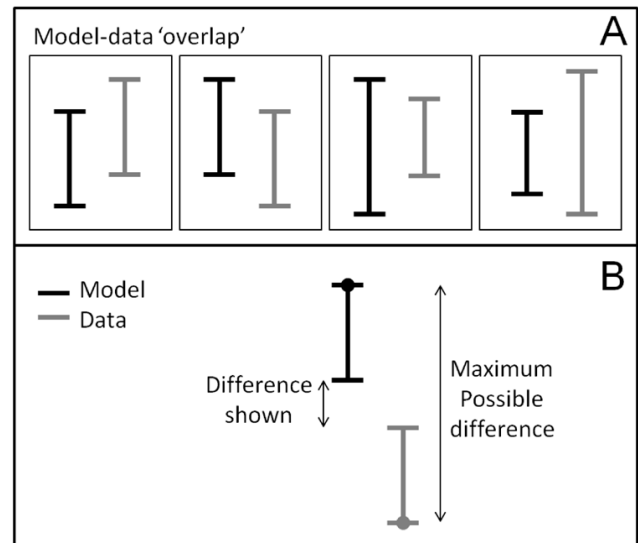 Model-data ‘overlap’
A
B
Model
Data
Difference
shown
Maximum
Possible
difference